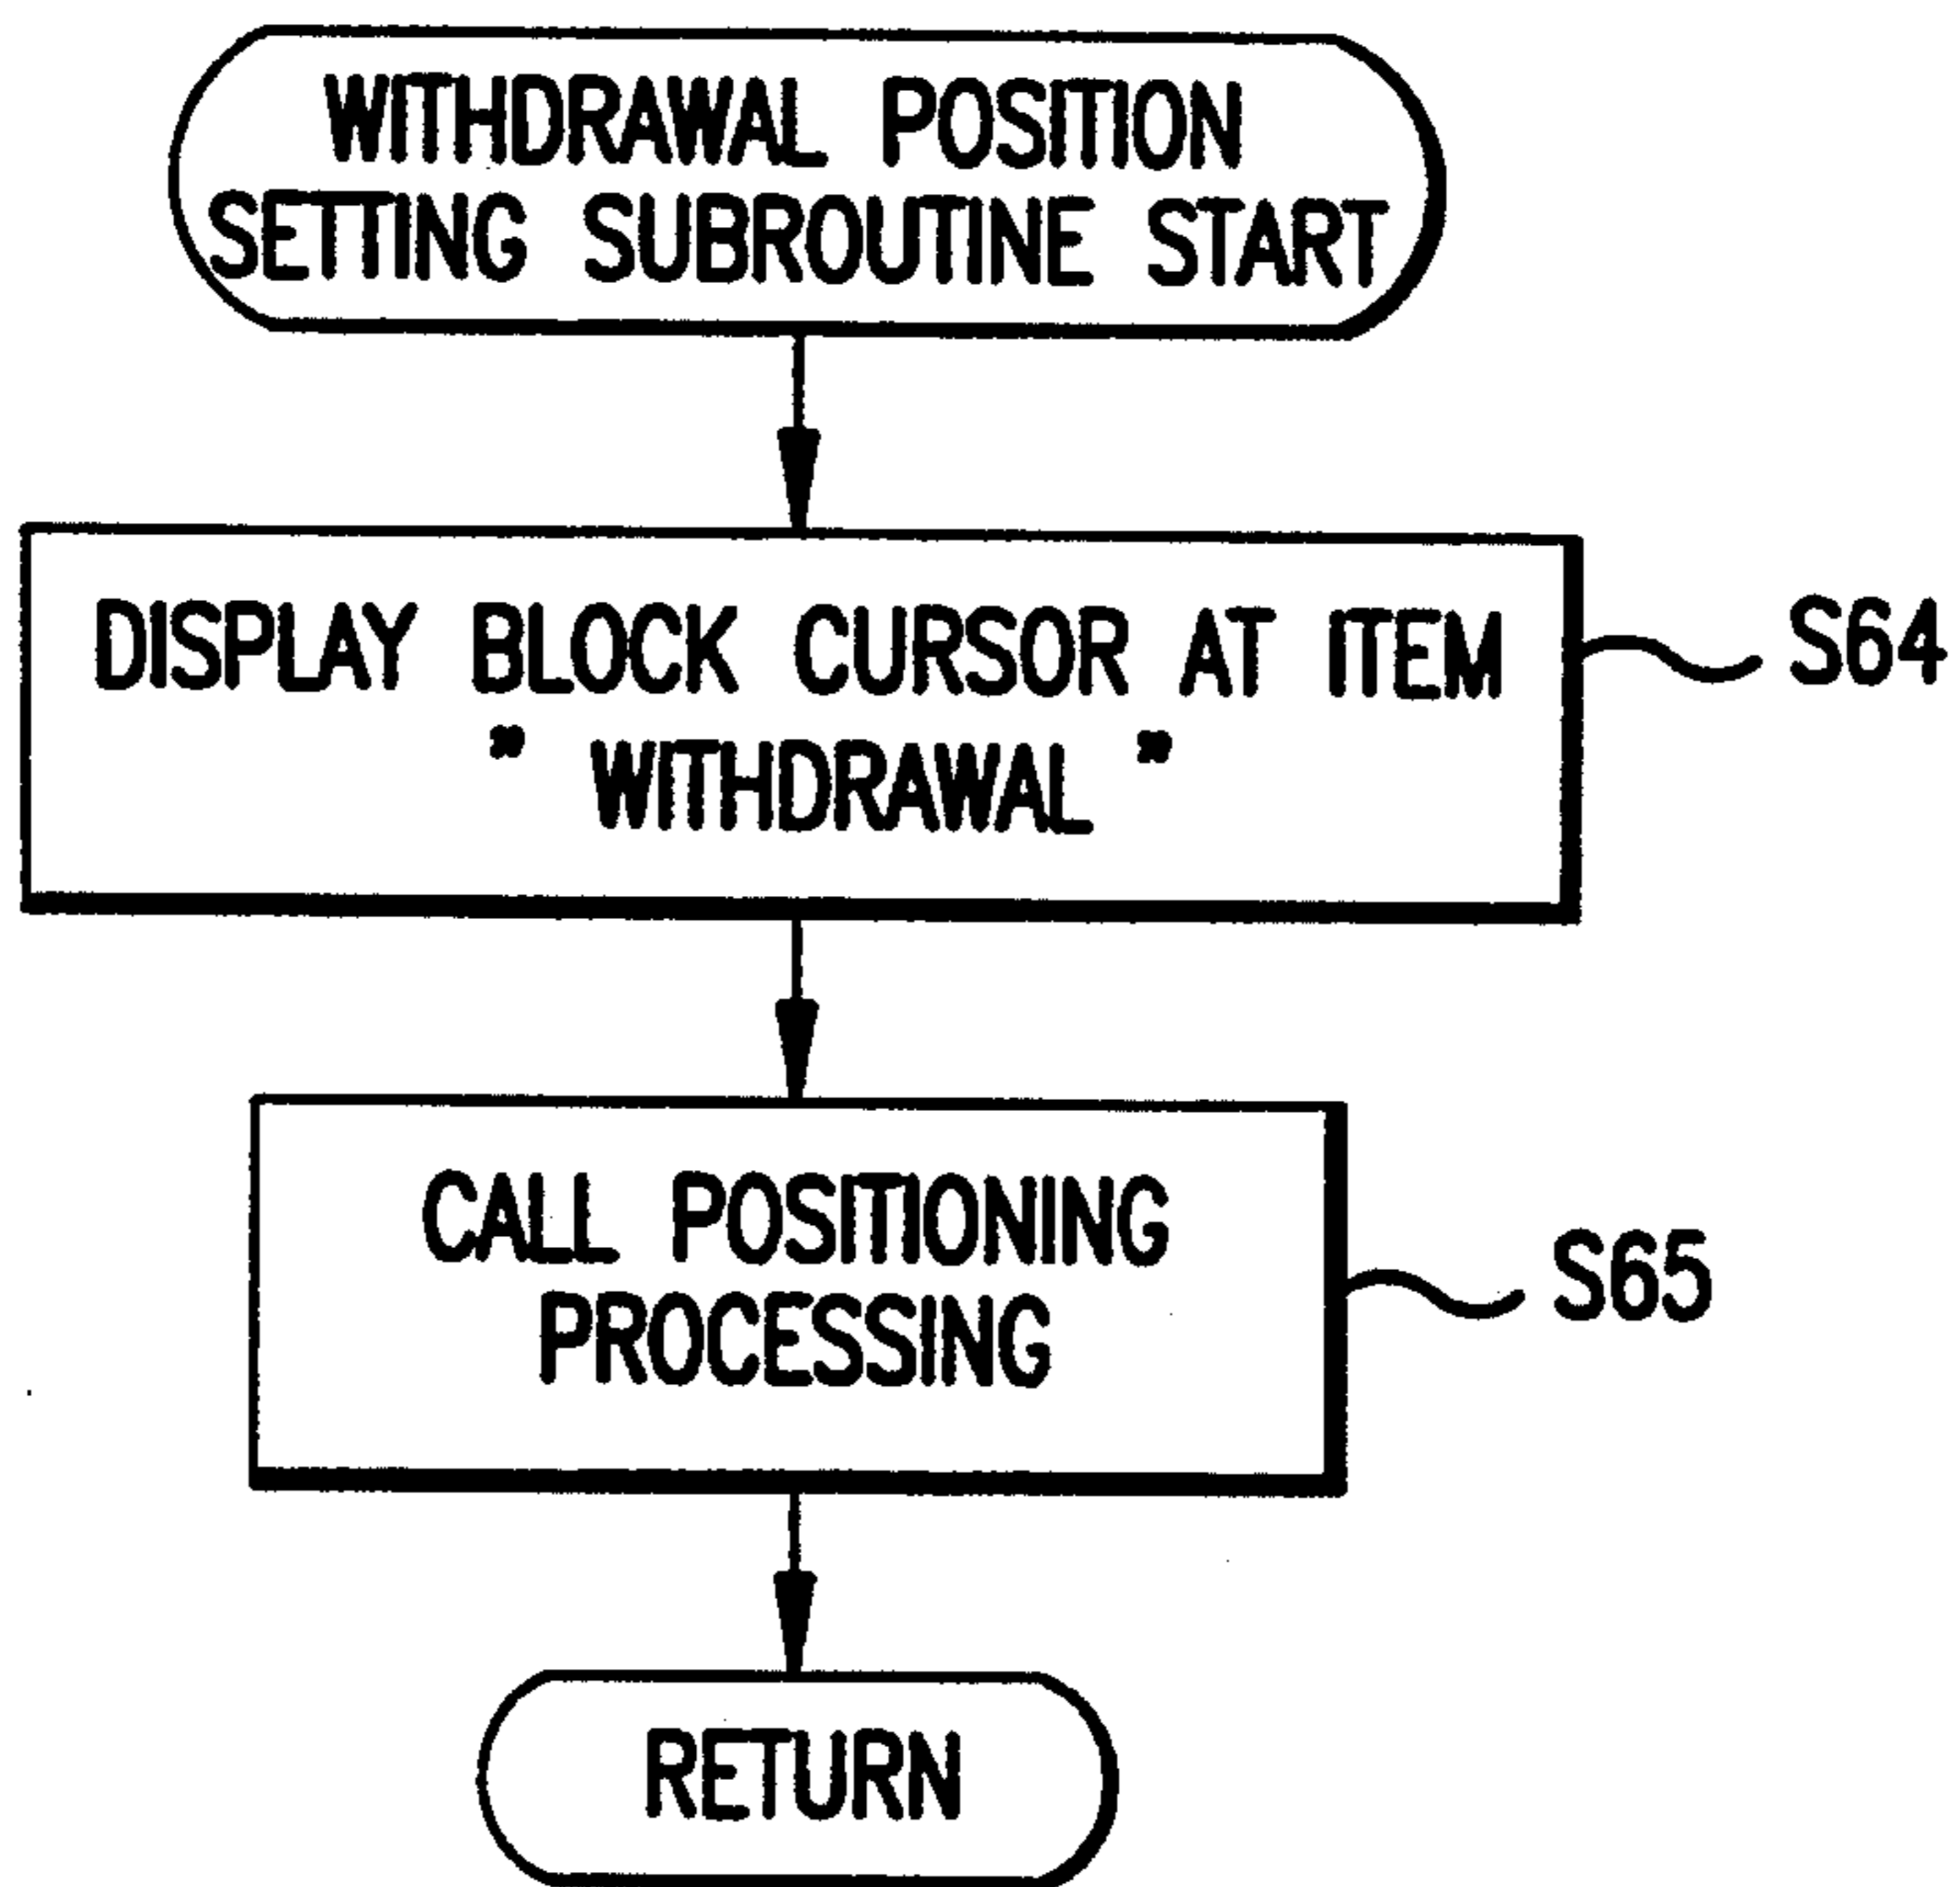 WITHDRAWAL POSITION
SETTING SUBROUTINE START
DISPLAY BLOCK CURSOR AT ITEM
" WITHDRAWAL "
S64
CALL POSITIONING
PROCESSING
S65
RETURN